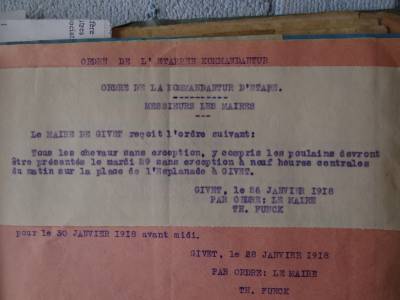 ORDRE DE L'ETAPPEN KOMMANDANTUR
ORDRE DE LA KOMMANDANTUR D'ETAPE.
MESSIEURS LES MAIRES
Le MAIRE DE GIVET reçoit l'ordre suivant:
Tous les chevaux sans exception, y compris les poulains devront
être présentés le mardi 29 sans exception à neuf heures centrales
du matin sur la place de l'Esplanade à GIVET.
GIVET, le 26 JANVIER 1918
PAR ORDRE: LE MAIRE
TH. FUECK
pour le 30 JANVIER 1918 avant midi.
GIVET, le 28 JANVIER 1918
PAR ORDRE: LE MAIRE
TH. FUECK